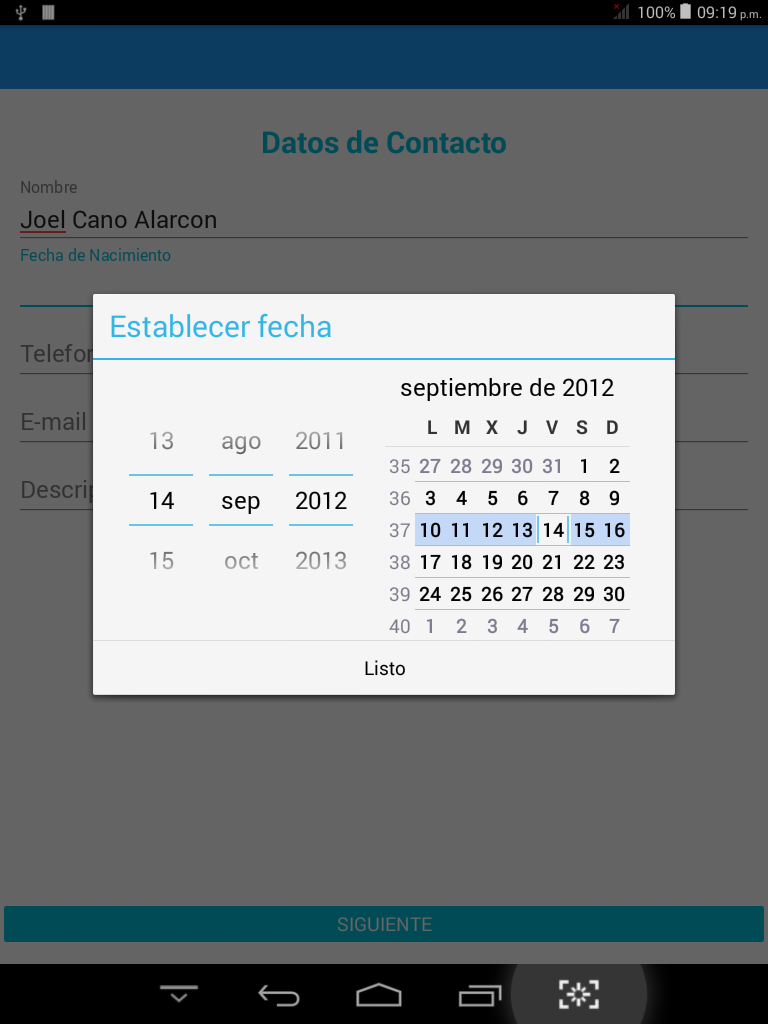 100% 09:19 p.m.
Datos de Contacto
Nombre
Joel Cano Alarcon
Fecha de Nacimiento
Telefon
E-mail
Descrip
Establecer fecha
13 ago 2011
14 sep 2012
15 oct 2013
septiembre de 2012
L M X J V S D
35 27 28 29 30 31 1 2
36 3 4 5 6 7 8 9
37 10 11 12 13 14 15 16
38 17 18 19 20 21 22 23
39 24 25 26 27 28 29 30
40 1 2 3 4 5 6 7
Listo
SIGUIENTE